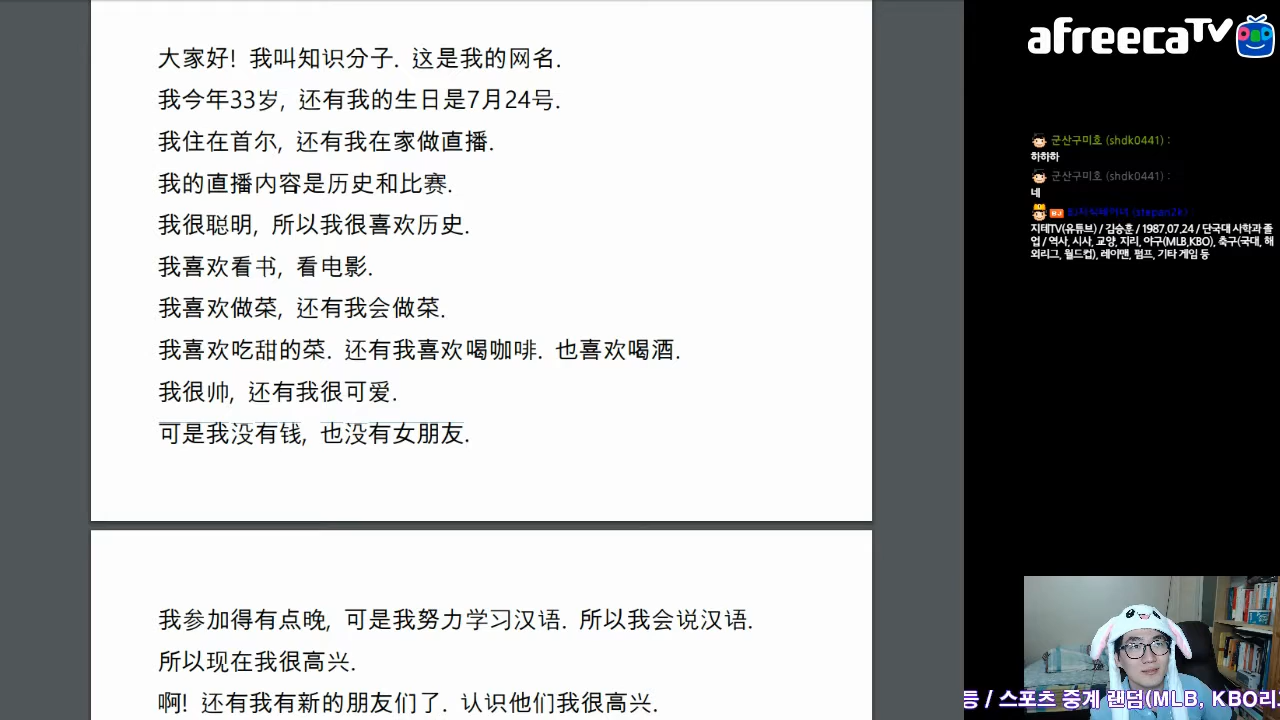 大家好! 我叫知识分子. 这是我的网名.
我今年33岁, 还有我的生日是7月24号.
我住在首尔, 还有我在家做直播.
我的直播内容是历史和比赛.
我很聪明, 所以我很喜欢历史.
我喜欢看书, 看电影.
我喜欢做菜, 还有我会做菜.
我喜欢吃甜的菜. 还有我喜欢喝咖啡. 也喜欢喝酒.
我很帅, 还有我很可爱.
可是我没有钱, 也没有女朋友.
我参加得有点晚, 可是我努力学习汉语. 所以我会说汉语.
所以现在我很高兴.
啊! 还有我有新的朋友们了. 认识他们我很高兴.
afreecaTV
군산구미호 (shdk0441) :
하하하
군산구미호 (shdk0441) :
네
BJ (stepan2k) :
지테TV(유튜브) / 김승훈 / 1987.07.24 / 단국대 사학과 졸
업 / 역사, 시사, 교양, 지리, 야구(MLB,KBO), 축구(국대, 해
외리그, 월드컵), 레이맨, 펌프, 기타 게임 등
등 / 스포츠 중계 랜덤(MLB, KBO리